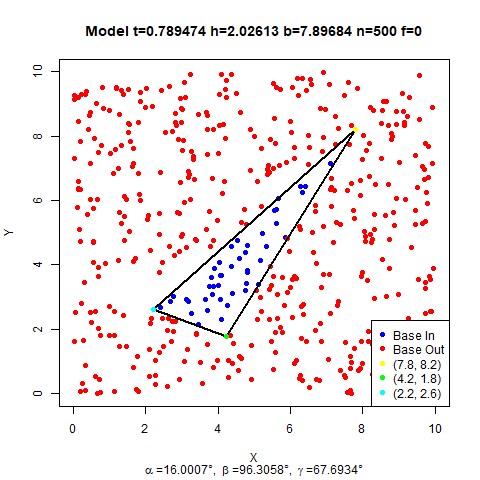 Model t=0.789474 h=2.02613 b=7.89684 n=500 f=0
Y
10
8
6
4
2
0
0 2 4 6 8 10
Base In
Base Out
(7.8, 8.2)
(4.2, 1.8)
(2.2, 2.6)
X
α=16.0007°, β=96.3058°, γ=67.6934°